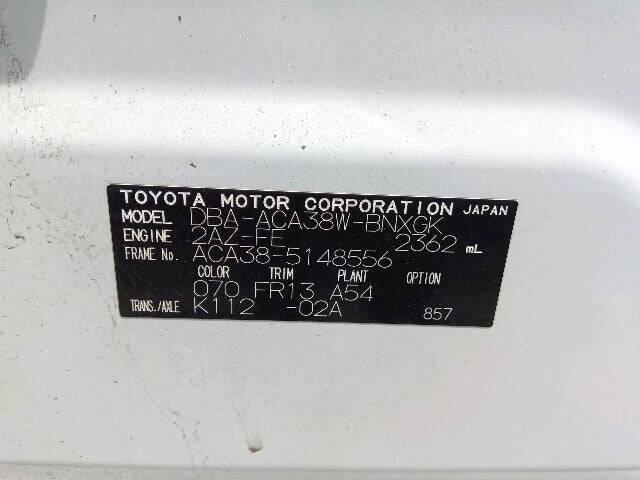 TOYOTA MOTOR CORPORATION JAPAN
MODEL DBA-ACA38W-BNXGK
ENGINE 2AZ-FE 2362 mL
FRAME No. ACA38-5148556
COLOR TRIM PLANT OPTION
070 FR13 A54
TRANS./AXLE K112 -02A 857